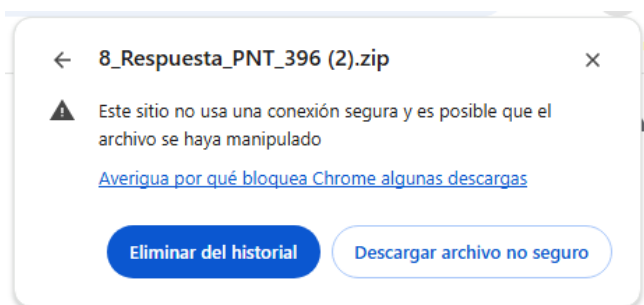 8_Respuesta_PNT_396 (2).zip
Este sitio no usa una conexión segura y es posible que el
archivo se haya manipulado
Averigua por qué bloquea Chrome algunas descargas
Eliminar del historial
Descargar archivo no seguro